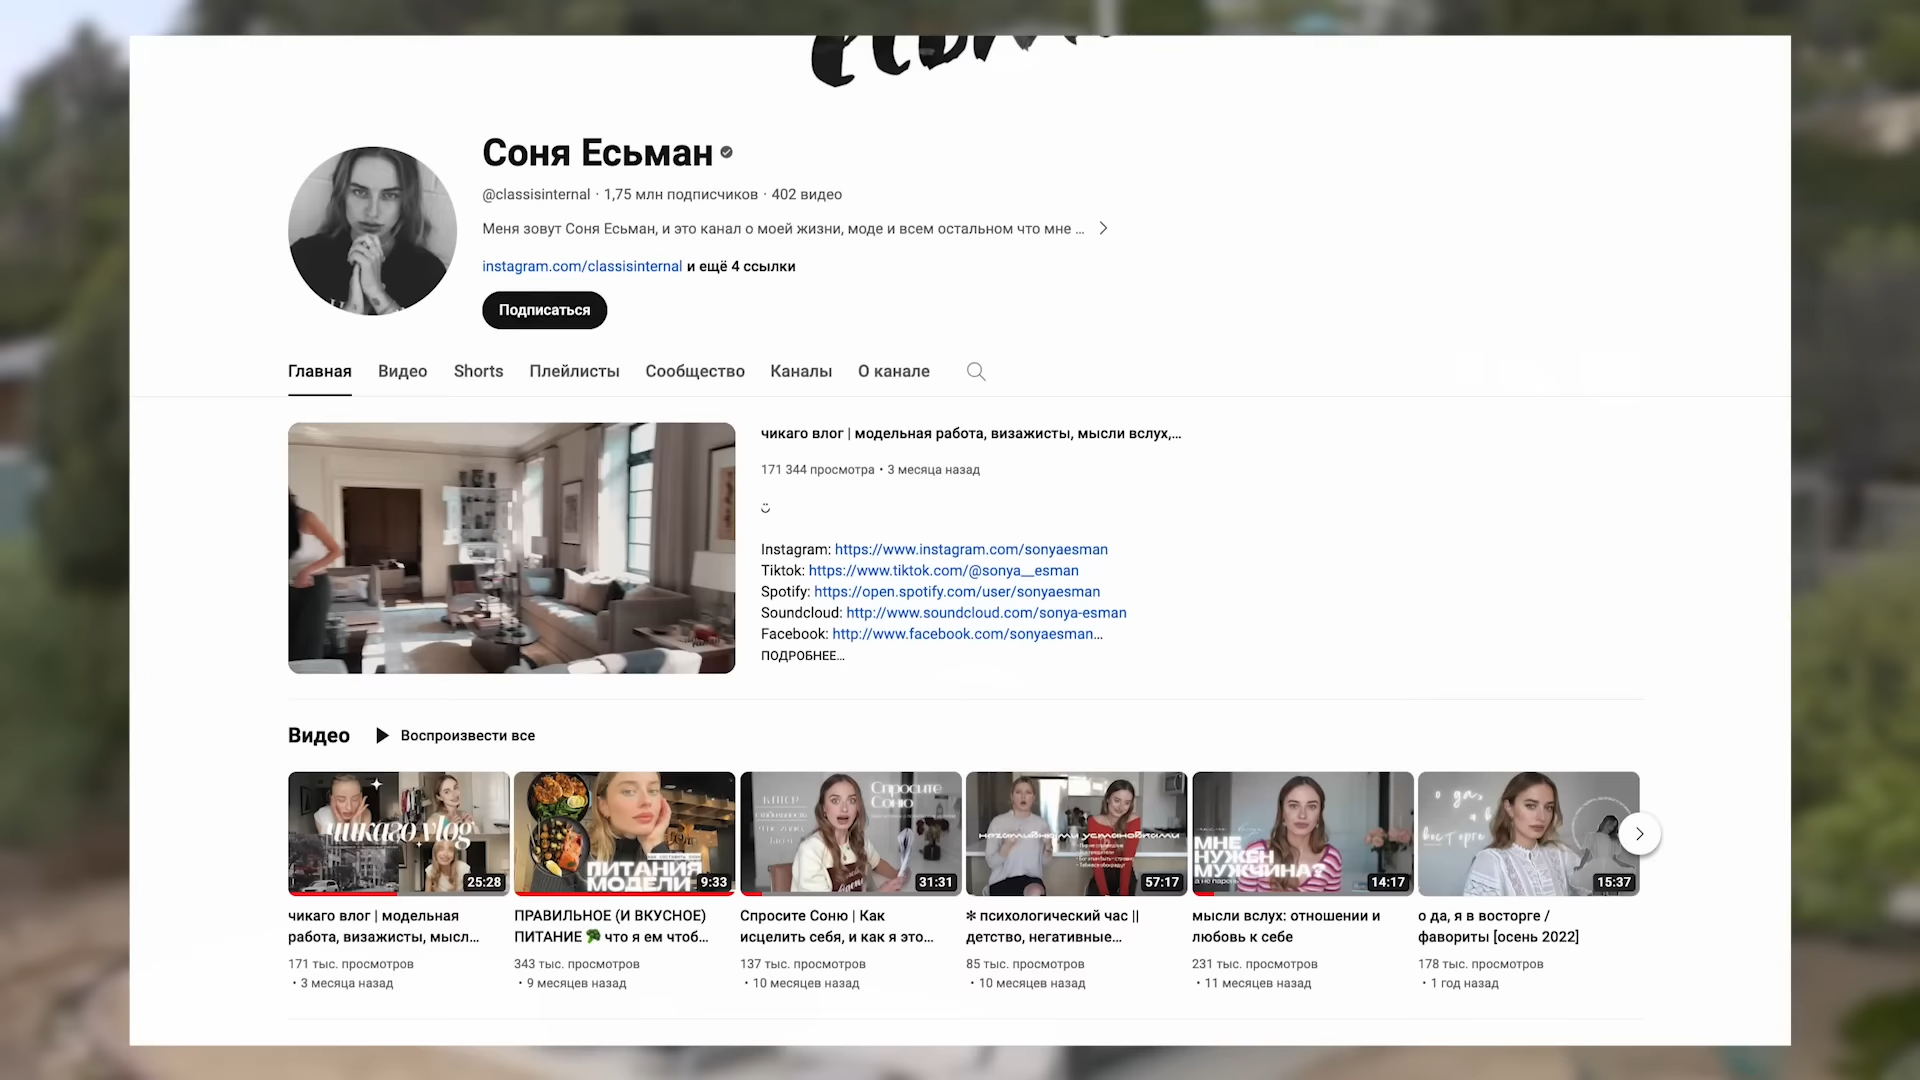 Соня Есьман
@classisinternal · 1,75 млн подписчиков · 402 видео
Меня зовут Соня Есьман, и это канал о моей жизни, моде и всем остальном что мне ...
instagram.com/classisinternal и ещё 4 ссылки
Подписаться
Главная Видео Shorts Плейлисты Сообщество Каналы О канале
чикаго влог | модельная работа, визажисты, мысли вслух,...
171 344 просмотра • 3 месяца назад
Instagram: https://www.instagram.com/sonyaesman
Tiktok: https://www.tiktok.com/@sonya__esman
Spotify: https://open.spotify.com/user/sonyaesman
Soundcloud: http://www.soundcloud.com/sonya-esman
Facebook: http://www.facebook.com/sonyaesman...
ПОДРОБНЕЕ...
Видео Воспроизвести все
чикаго vlog
25:28
ПИТАНИЯ
МОДЕЛИ
9:33
Спросите
Соню
31:31
негативными установками
57:17
МНЕ
НУЖЕН
МУЖЧИНА?
14:17
о да,
я в
восторге
15:37
чикаго влог | модельная
работа, визажисты, мысл...
171 тыс. просмотров
• 3 месяца назад
ПРАВИЛЬНОЕ (И ВКУСНОЕ)
ПИТАНИЕ 🥦 что я ем чтоб...
343 тыс. просмотров
• 9 месяцев назад
Спросите Соню | Как
исцелить себя, и как я это...
137 тыс. просмотров
• 10 месяцев назад
✻ психологический час ||
детство, негативные...
85 тыс. просмотров
• 10 месяцев назад
мысли вслух: отношении и
любовь к себе
231 тыс. просмотров
• 11 месяцев назад
о да, я в восторге /
фавориты [осень 2022]
178 тыс. просмотров
• 1 год назад